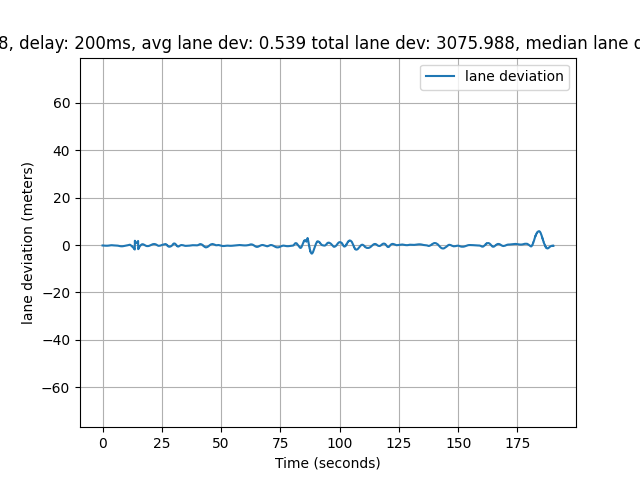 8, delay: 200ms, avg lane dev: 0.539 total lane dev: 3075.988, median lane d
lane deviation
60
40
20
0
−20
−40
−60
lane deviation (meters)
0 25 50 75 100 125 150 175
Time (seconds)